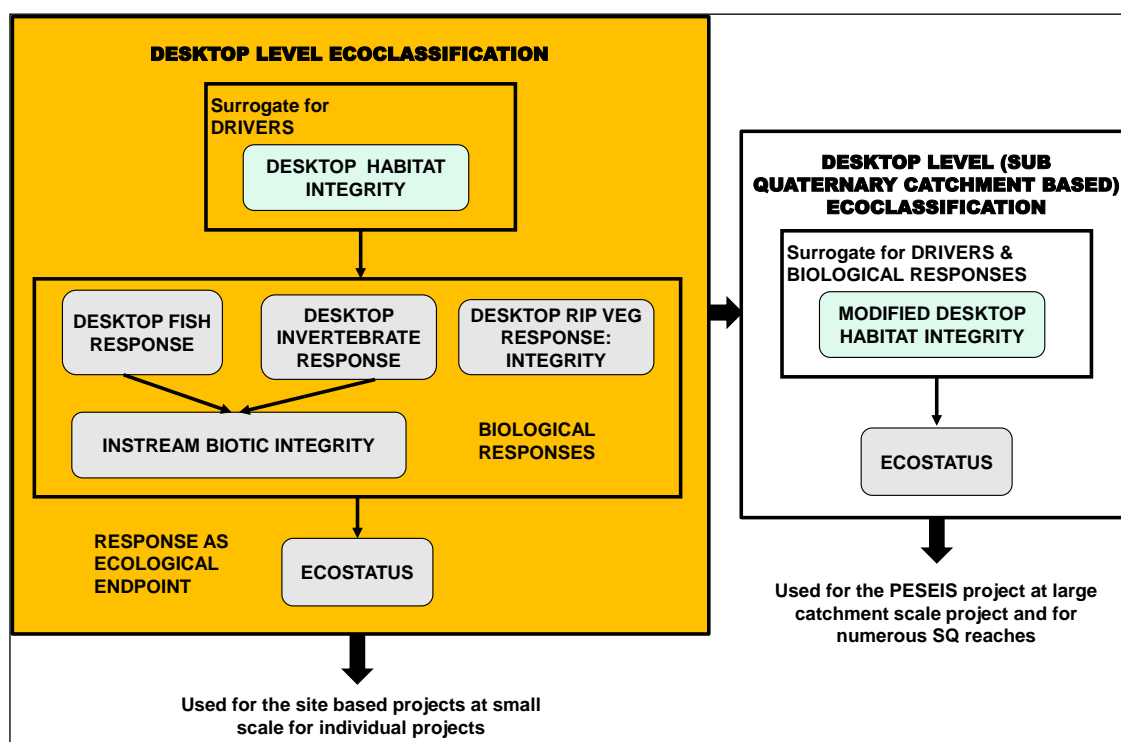 DESKTOP LEVEL ECOCLASSIFICATION
Surrogate for
DRIVERS
DESKTOP HABITAT
INTEGRITY
DESKTOP FISH
RESPONSE
DESKTOP
INVERTEBRATE
RESPONSE
DESKTOP RIP VEG
RESPONSE:
INTEGRITY
INSTREAM BIOTIC INTEGRITY
BIOLOGICAL
RESPONSES
RESPONSE AS
ECOLOGICAL
ENDPOINT
ECOSTATUS
Used for the site based projects at small
scale for individual projects
DESKTOP LEVEL (SUB
QUATERNARY CATCHMENT BASED)
ECOCLASSIFICATION
Surrogate for DRIVERS &
BIOLOGICAL RESPONSES
MODIFIED DESKTOP
HABITAT INTEGRITY
ECOSTATUS
Used for the PESEIS project at large
catchment scale project and for
numerous SQ reaches